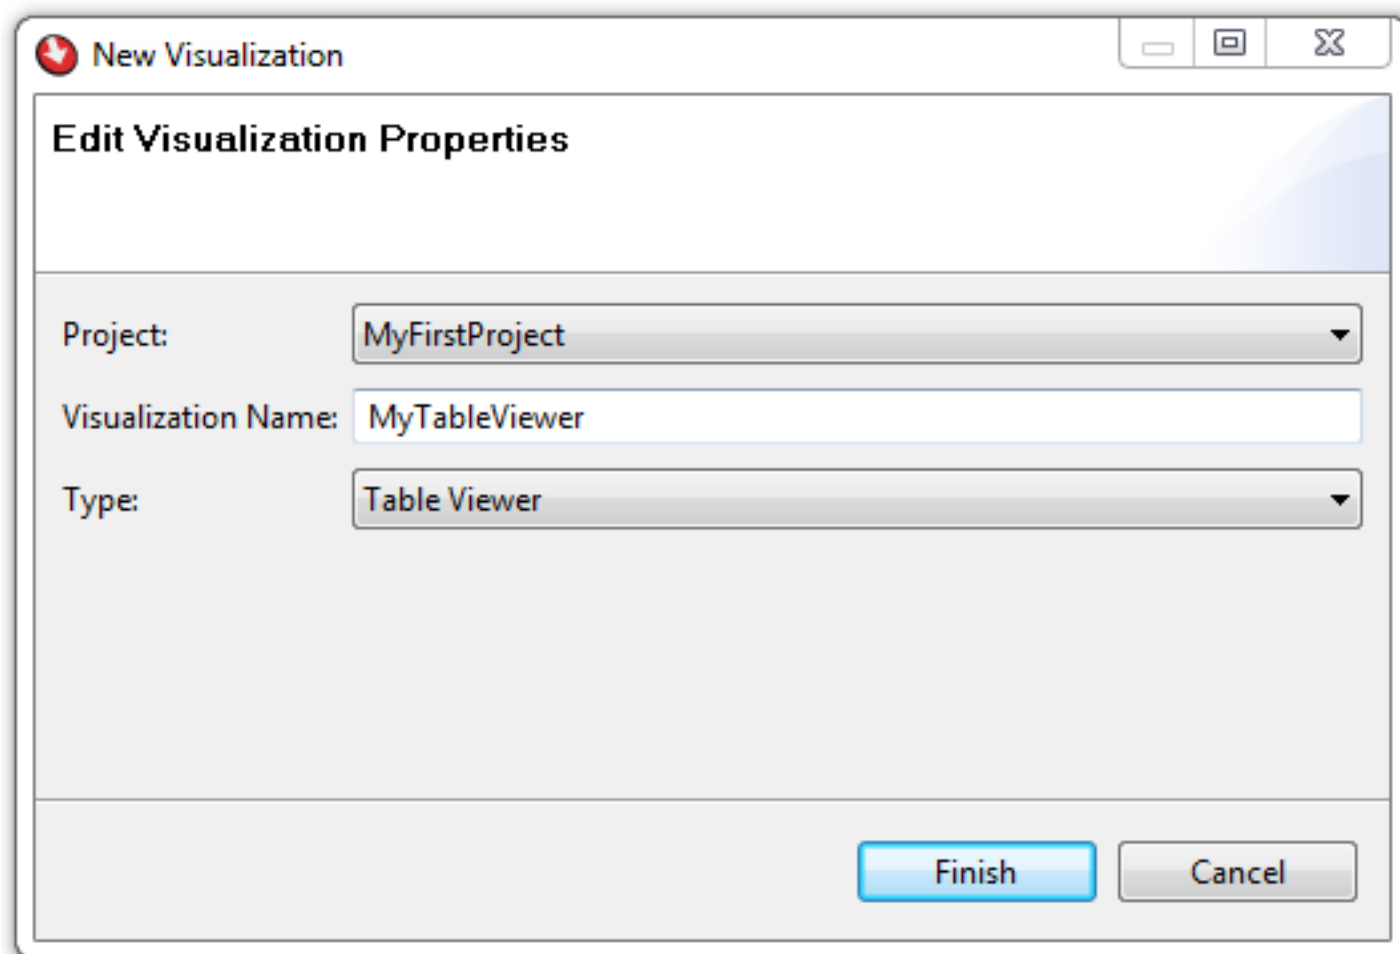 New Visualization
Edit Visualization Properties
Project: MyFirstProject
Visualization Name: MyTableViewer
Type: Table Viewer
Finish Cancel